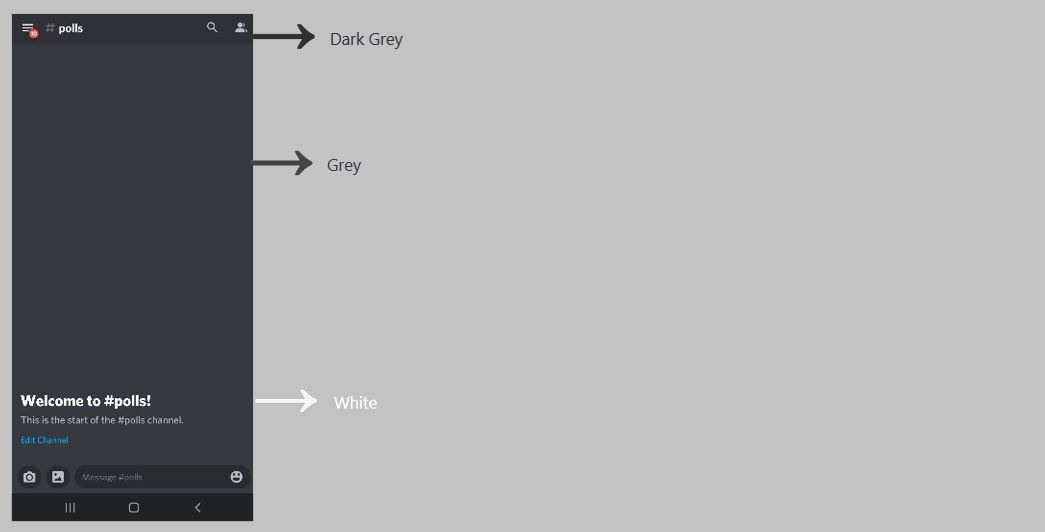 10
# polls
Dark Grey
Grey
Welcome to #polls!
White
This is the start of the #polls channel.
Edit Channel
Message #polls